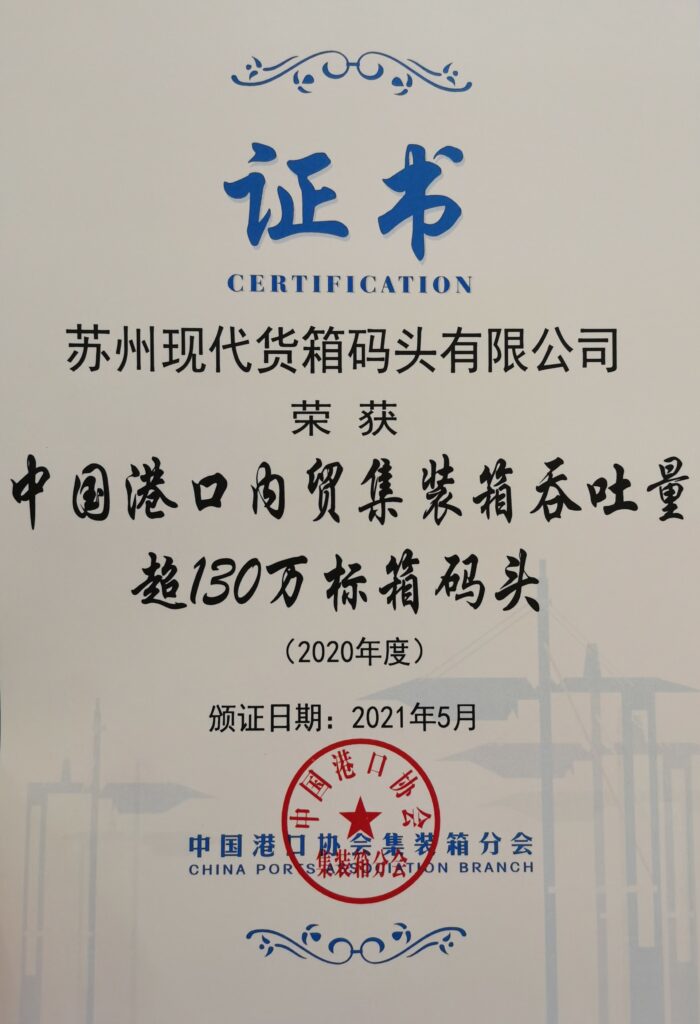 证书
CERTIFICATION
苏州现代货箱码头有限公司
荣 获
中国港口内贸集装箱吞吐量
超130万标箱码头
（2020年度）
颁证日期：2021年5月
中国港口协会
集装箱分会
中国港口协会集装箱分会
CHINA PORTS ASSOCIATION BRANCH